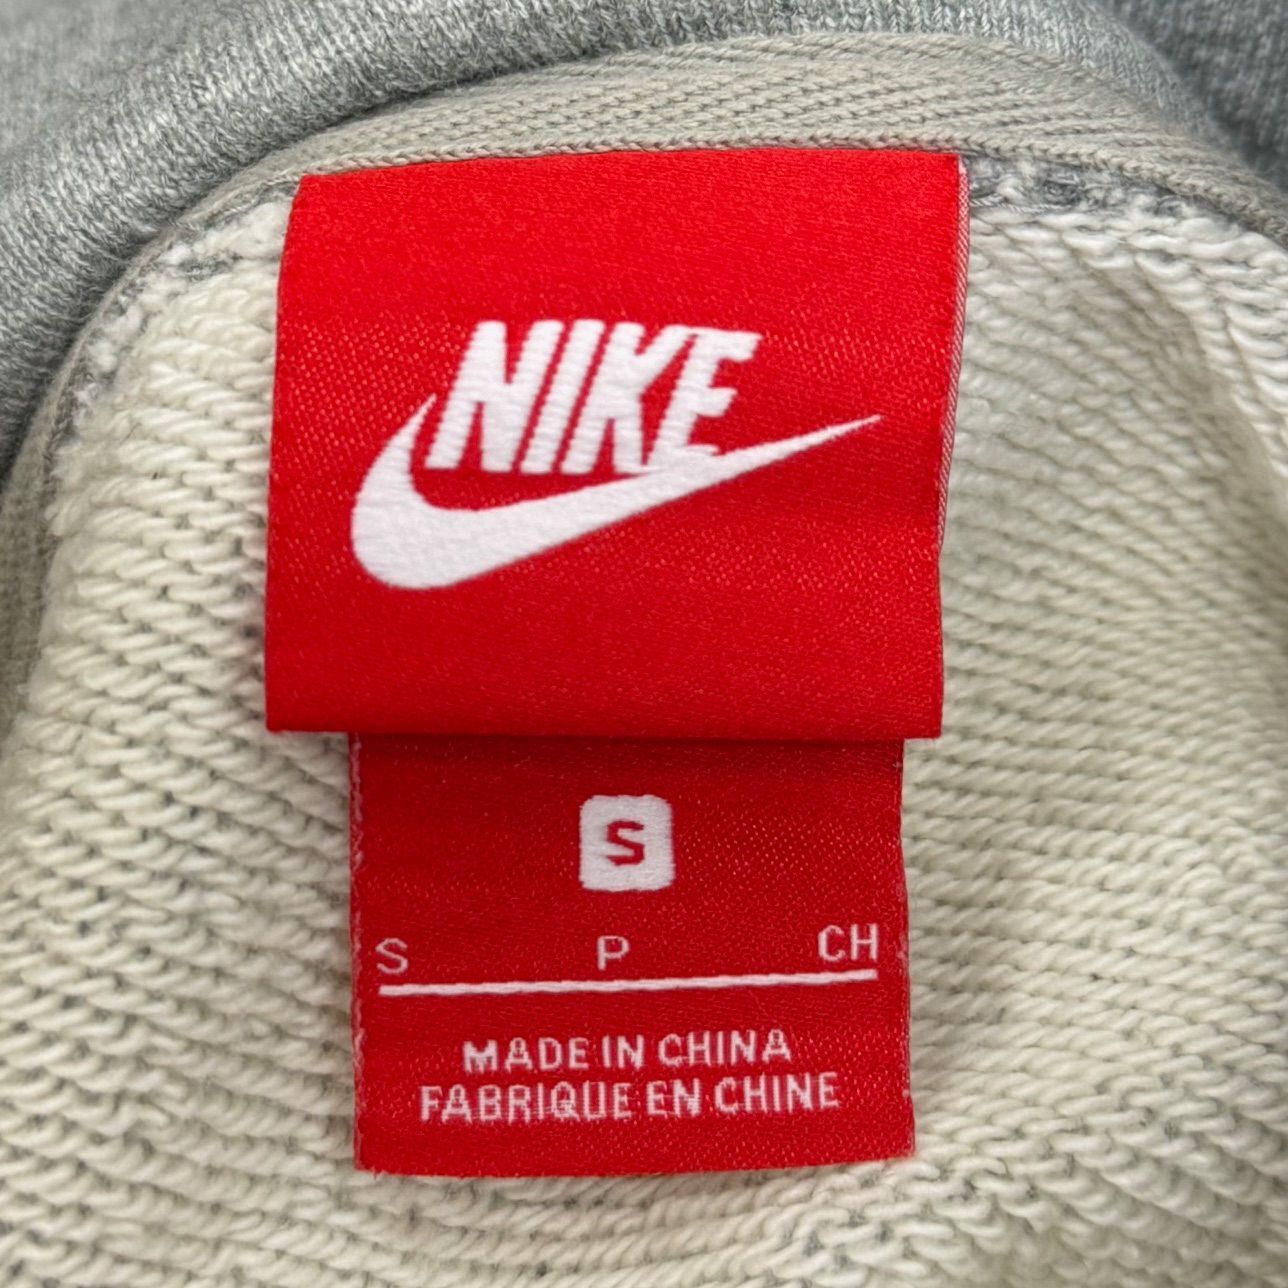 NIKE
S
S P CH
MADE IN CHINA
FABRIQUE EN CHINE